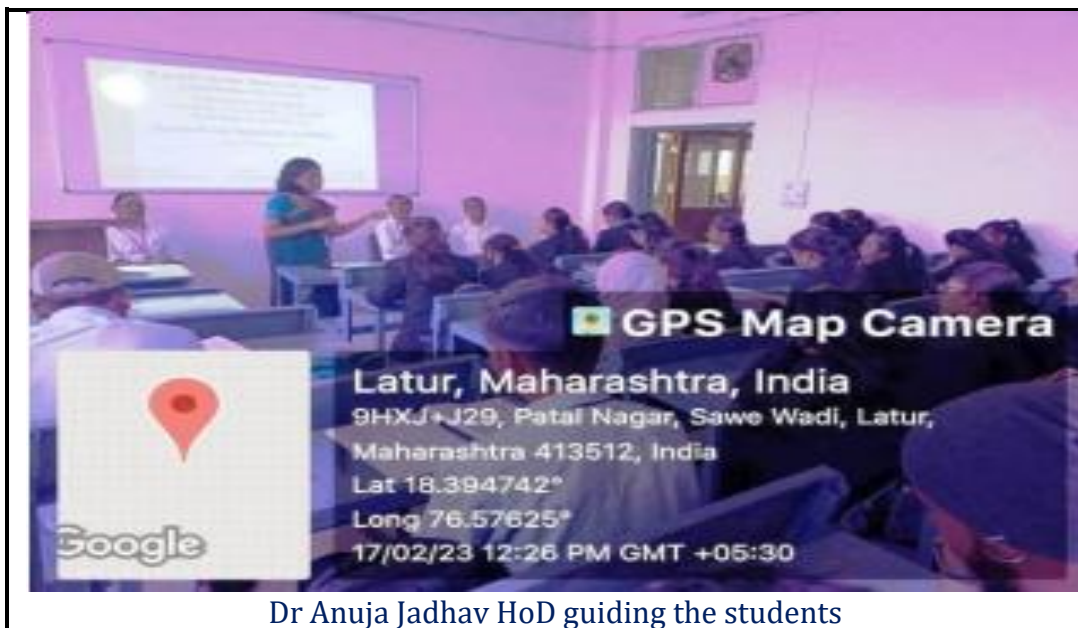 GPS Map Camera
Latur, Maharashtra, India
9HXJ+J29, Patal Nagar, Sawe Wadi, Latur,
Maharashtra 413512, India
Lat 18.394742°
Long 76.57625°
17/02/23 12:26 PM GMT +05:30
Google
Dr Anuja Jadhav HoD guiding the students